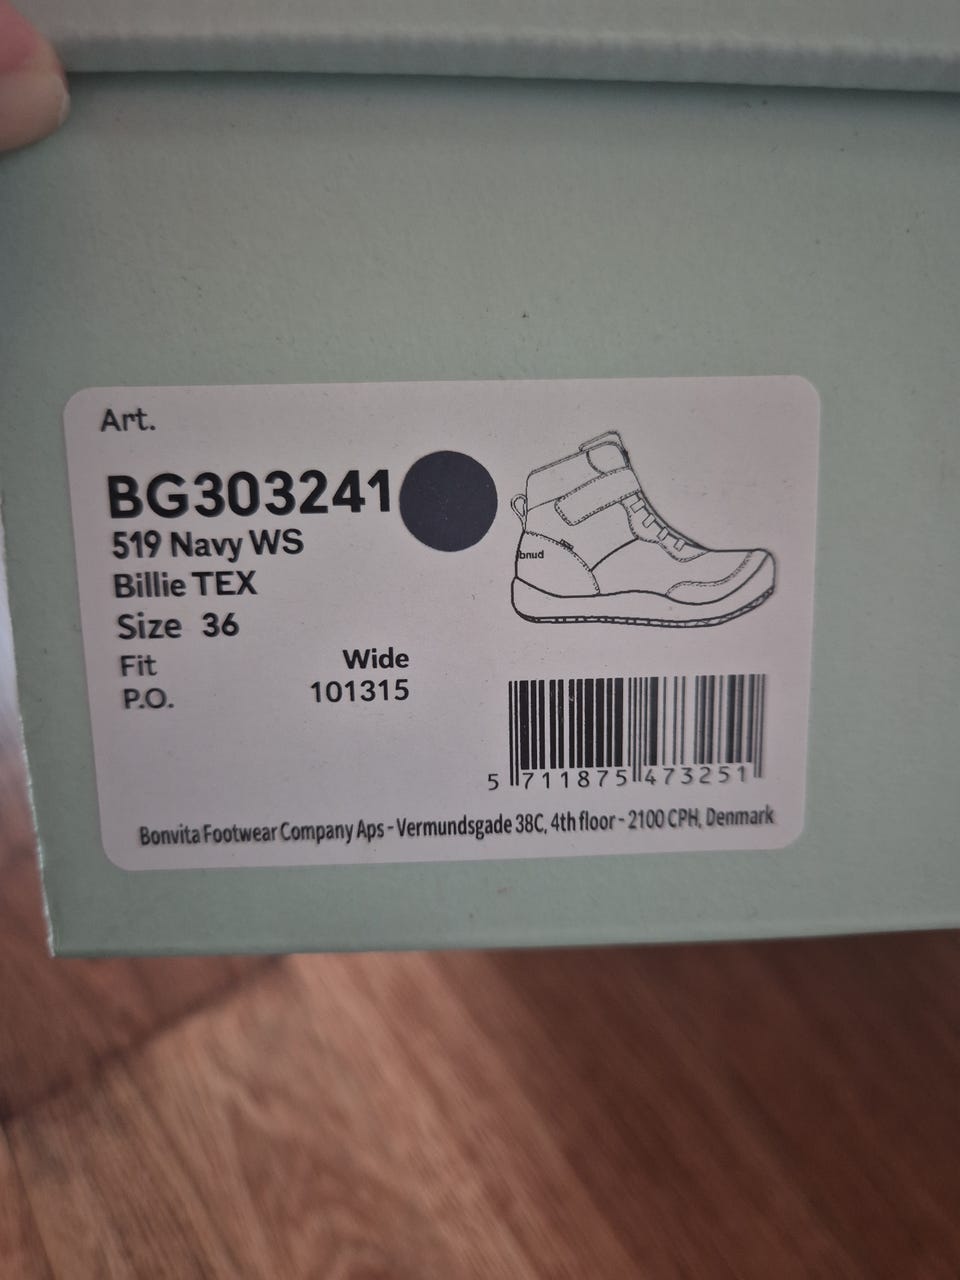 Art.
BG303241
519 Navy WS
Billie TEX
Size 36
Fit Wide
P.O. 101315
bnud
5 711875 473251
Bonvita Footwear Company Aps - Vermundsgade 38C, 4th floor - 2100 CPH, Denmark